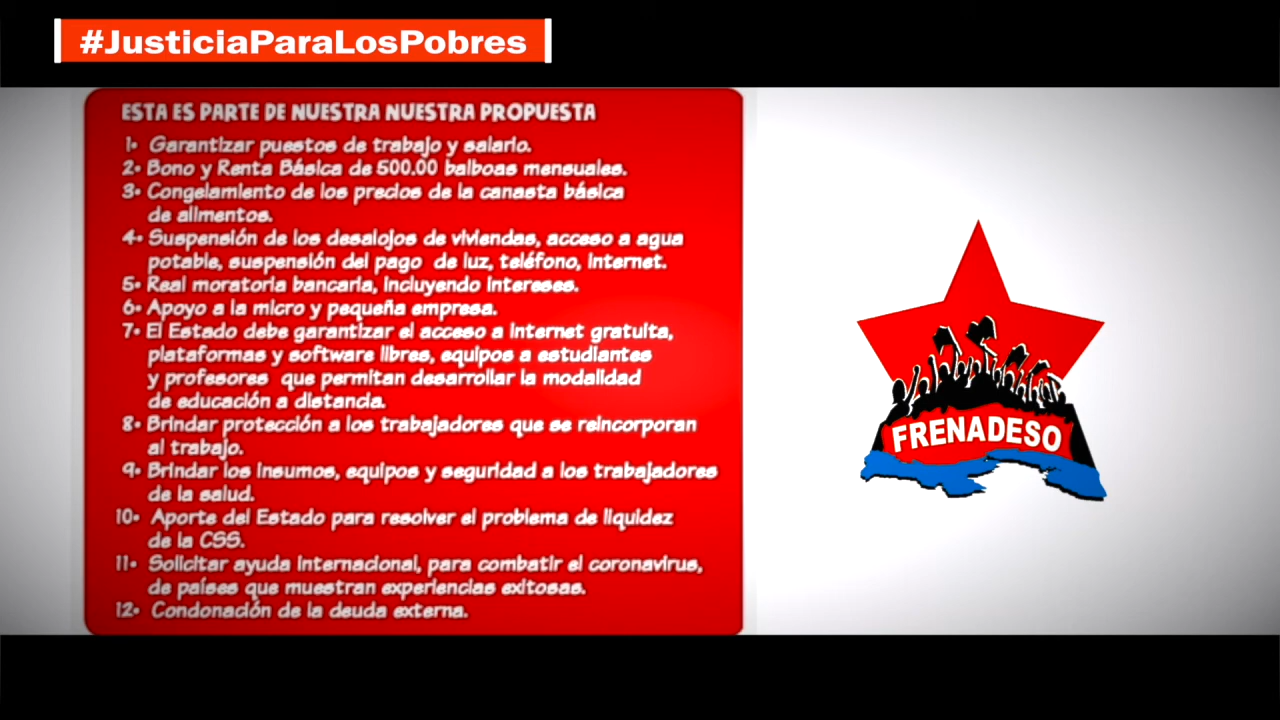 #JusticiaParaLosPobres
ESTA ES PARTE DE NUESTRA NUESTRA PROPUESTA
1• Garantizar puestos de trabajo y salario.
2• Bono y Renta Básica de 500.00 balboas mensuales.
3• Congelamiento de los precios de la canasta básica
de alimentos.
4• Suspensión de los desalojos de viviendas, acceso a agua
potable, suspensión del pago de luz, teléfono, internet.
5• Real moratoria bancaria, incluyendo intereses.
6• Apoyo a la micro y pequeña empresa.
7• El Estado debe garantizar el acceso a internet gratuita,
plataformas y software libres, equipos a estudiantes
y profesores que permitan desarrollar la modalidad
de educación a distancia.
8• Brindar protección a los trabajadores que se reincorporan
al trabajo.
9• Brindar los insumos, equipos y seguridad a los trabajadores
de la salud.
10• Aporte del Estado para resolver el problema de liquidez
de la CSS.
11• Solicitar ayuda internacional, para combatir el coronavirus,
de países que muestran experiencias exitosas.
12• Condonación de la deuda externa.
FRENADESO